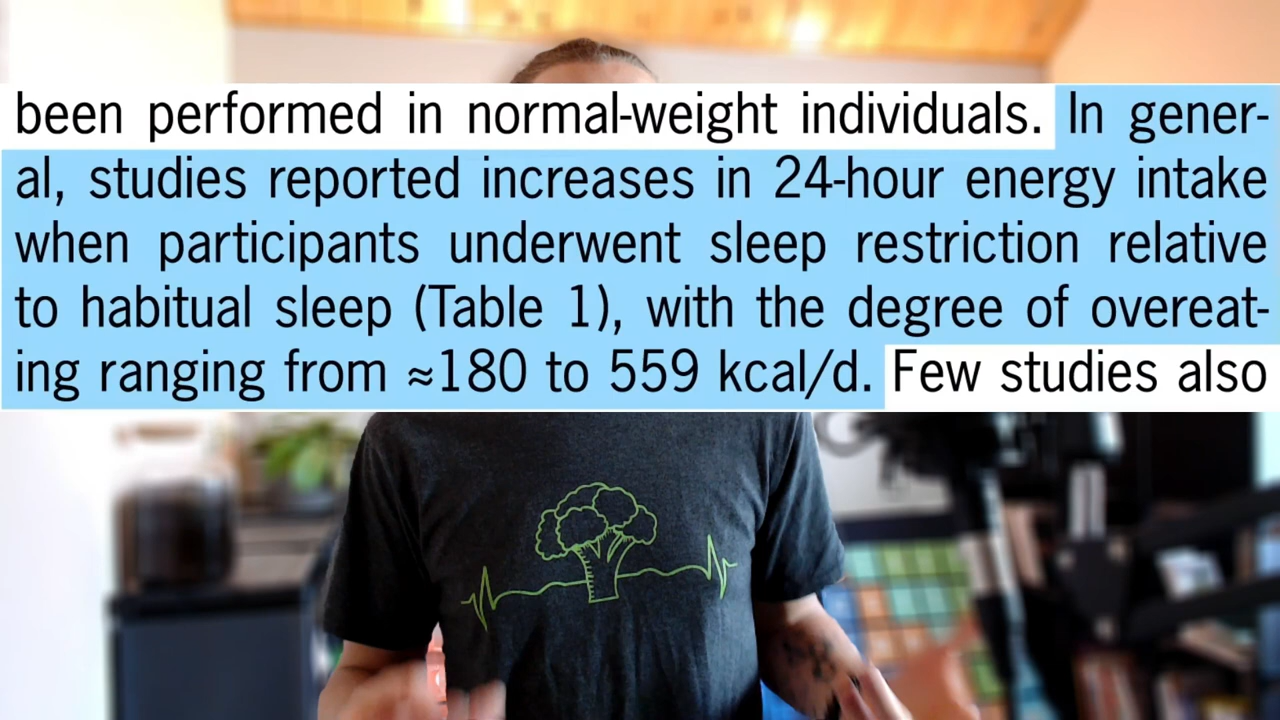 been performed in normal-weight individuals. In gener-
al, studies reported increases in 24-hour energy intake
when participants underwent sleep restriction relative
to habitual sleep (Table 1), with the degree of overeat-
ing ranging from ≈180 to 559 kcal/d. Few studies also